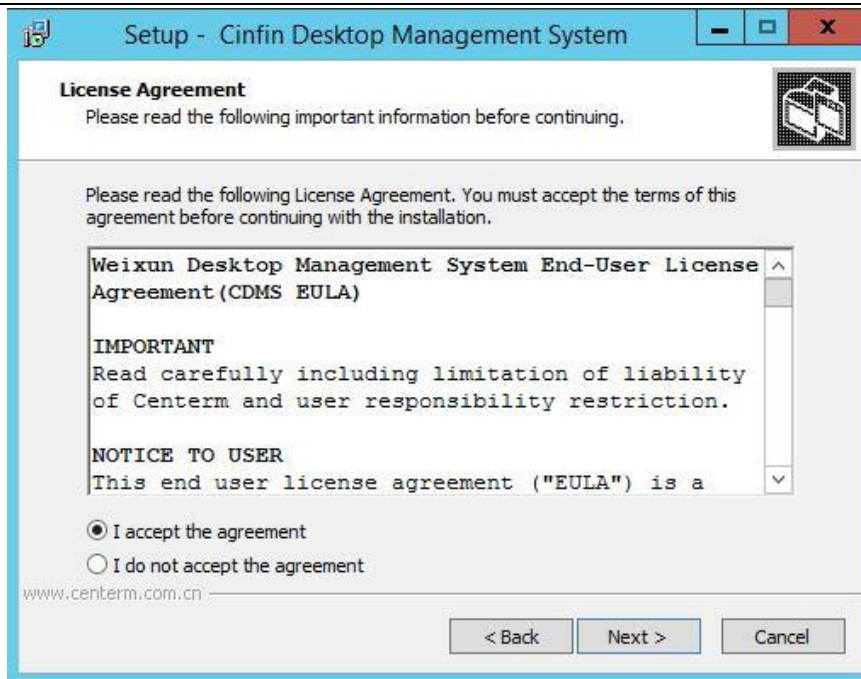 Setup - Cinfin Desktop Management System
License Agreement
Please read the following important information before continuing.
Please read the following License Agreement. You must accept the terms of this
agreement before continuing with the installation.
Weixun Desktop Management System End-User License
Agreement(CDMS EULA)
IMPORTANT
Read carefully including limitation of liability
of Centerm and user responsibility restriction.
NOTICE TO USER
This end user license agreement ("EULA") is a
I accept the agreement
I do not accept the agreement
www.centerm.com.cn
< Back Next > Cancel